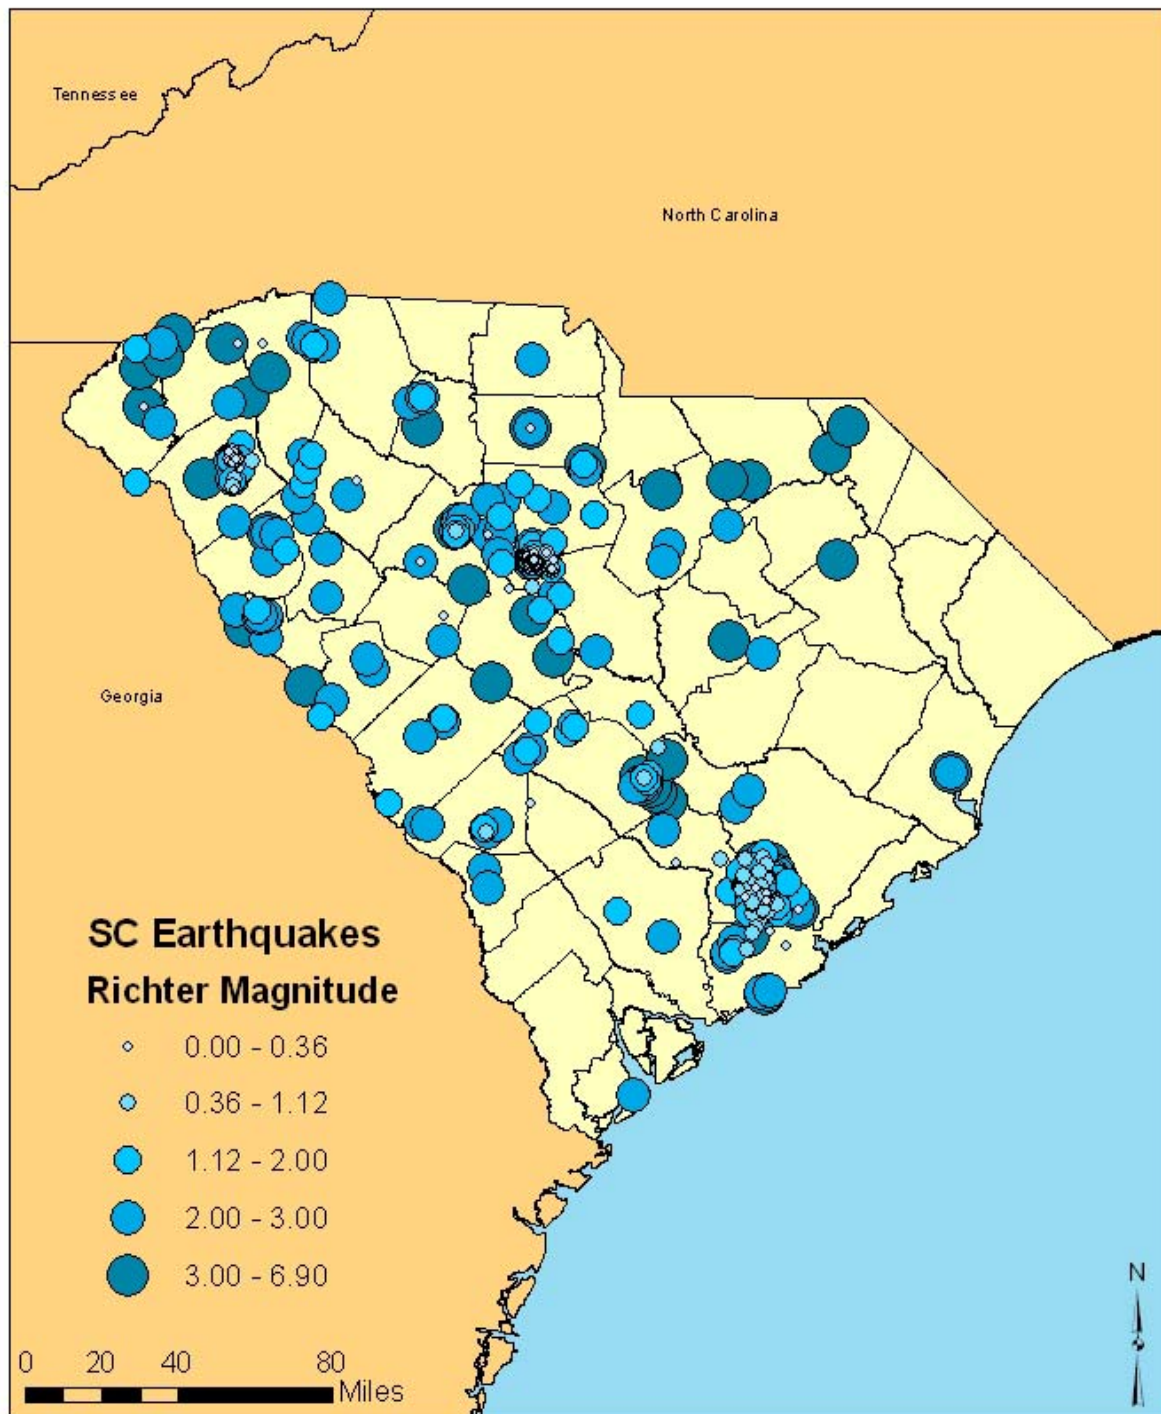 Tennessee
North Carolina
Georgia
SC Earthquakes
Richter Magnitude
0.00 - 0.36
0.36 - 1.12
1.12 - 2.00
2.00 - 3.00
3.00 - 6.90
N
0 20 40 80
Miles